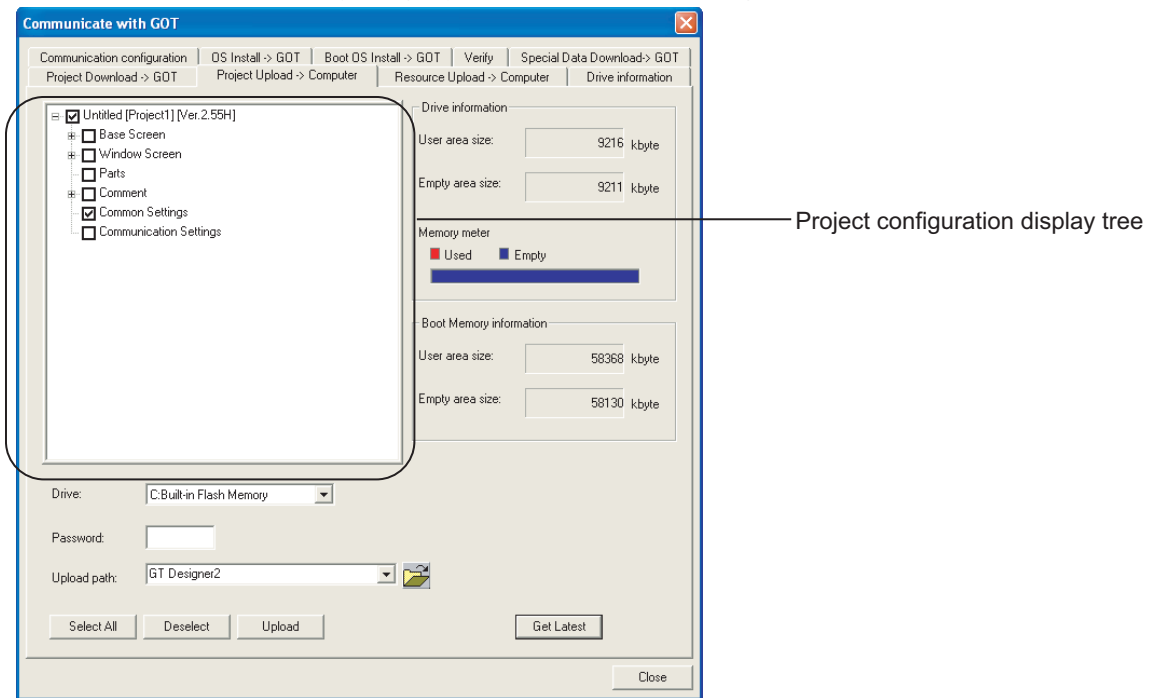 Communicate with GOT
Communication configuration OS Install -> GOT Boot OS Install -> GOT Verify Special Data Download-> GOT
Project Download -> GOT Project Upload -> Computer Resource Upload -> Computer Drive information
Untitled [Project1] [Ver.2.55H]
Base Screen
Window Screen
Parts
Comment
Common Settings
Communication Settings
Drive information
User area size: 9216 kbyte
Empty area size: 9211 kbyte
Memory meter
Used Empty
Boot Memory information
User area size: 58368 kbyte
Empty area size: 58130 kbyte
Project configuration display tree
Drive: C:Built-in Flash Memory
Password:
Upload path: GT Designer2
Select All Deselect Upload Get Latest
Close